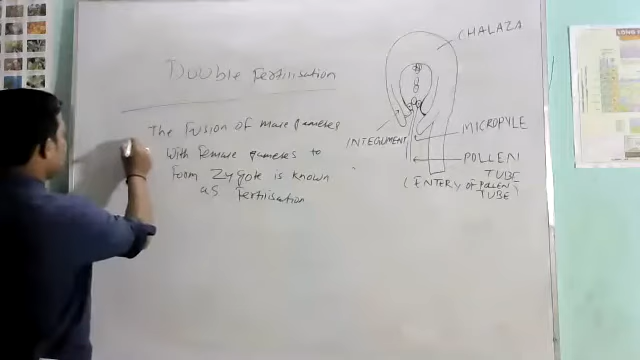 Double Fertilisation
The Fusion of male gametes
with Female gametes to
Form Zygote is known
as Fertilisation
CHALAZA
INTEGUMENT
MICROPYLE
POLLEN
TUBE
(ENTERY OF POLLEN
TUBE)